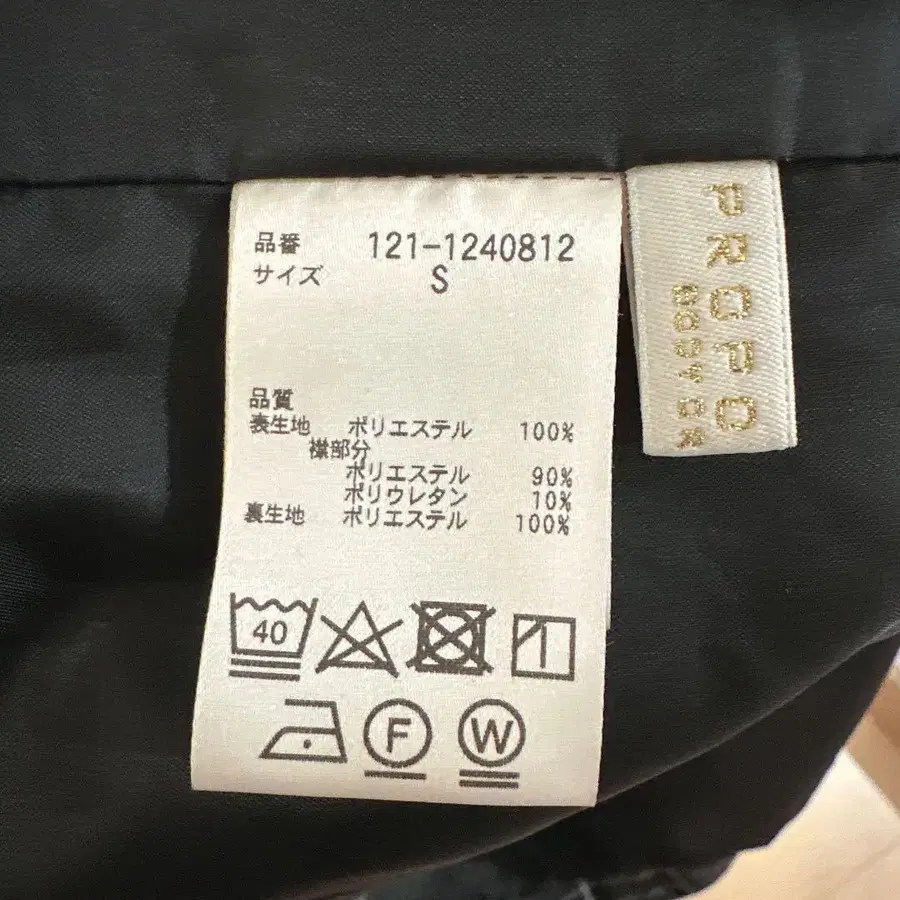 品番 121-1240812
サイズ S
品質
表生地 ポリエステル 100%
襟部分
ポリエステル 90%
ポリウレタン 10%
裏生地 ポリエステル 100%
40
F
W
PROPO
BODY DR